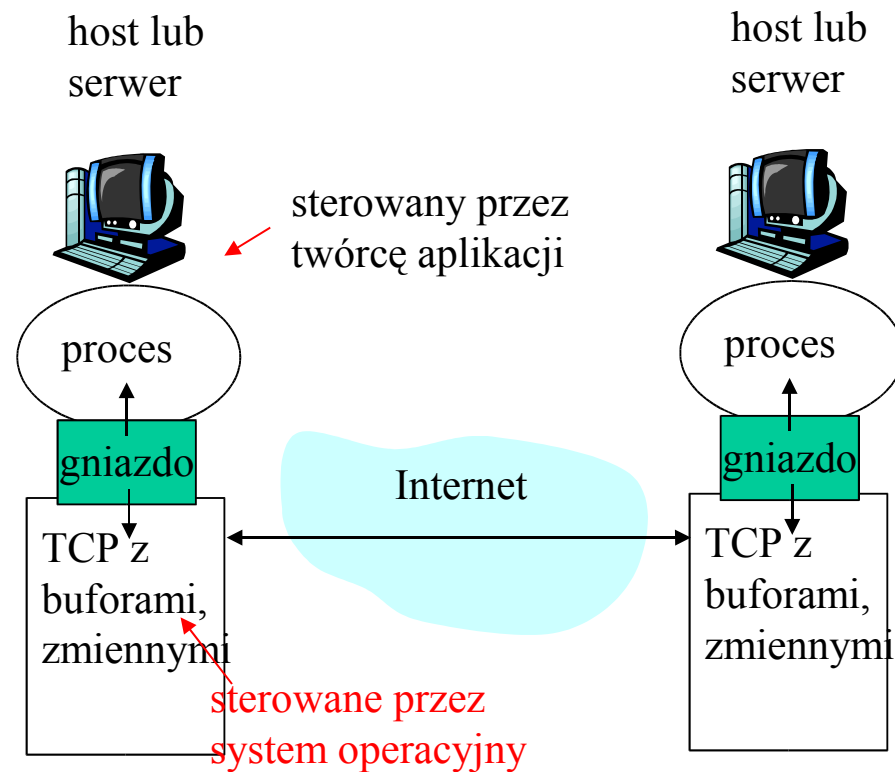 host lub
serwer
host lub
serwer
sterowany przez
twórcę aplikacji
proces
proces
gniazdo
gniazdo
Internet
TCP z
buforami,
zmiennymi
TCP z
buforami,
zmiennymi
sterowane przez
system operacyjny